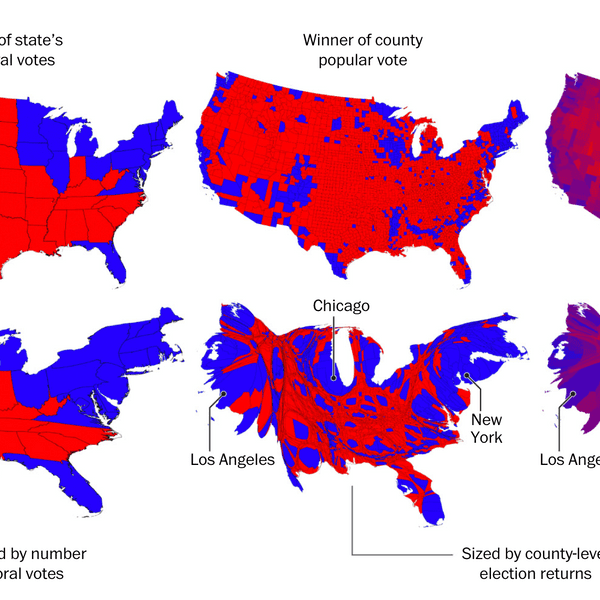 of state's
al votes
Winner of county
popular vote
Chicago
New
York
Los Angeles
Los Ange
d by number
oral votes
Sized by county-leve
election returns